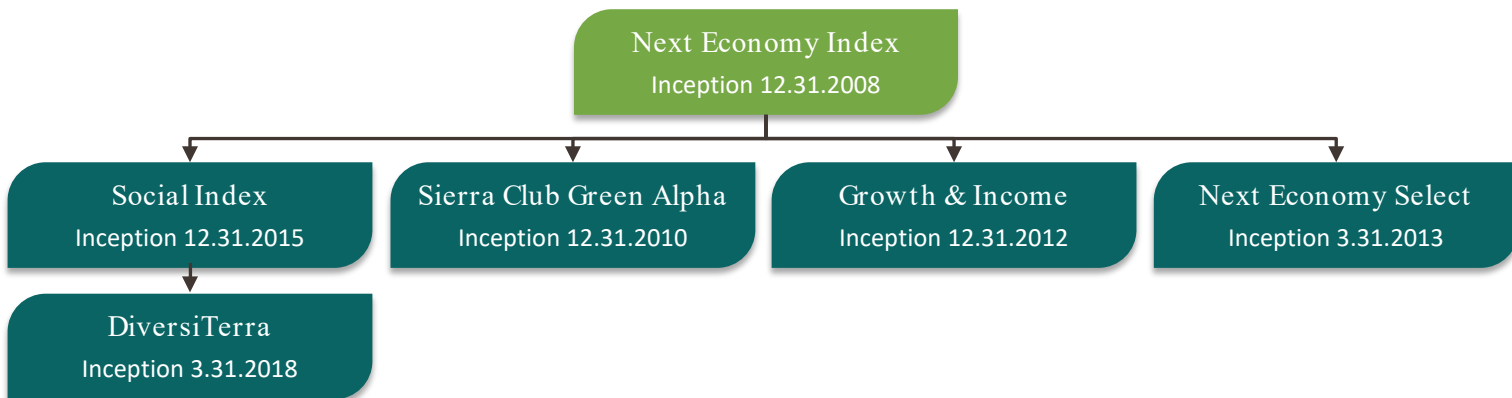 Next Economy Index
Inception 12.31.2008
Social Index
Inception 12.31.2015
Sierra Club Green Alpha
Inception 12.31.2010
Growth & Income
Inception 12.31.2012
Next Economy Select
Inception 3.31.2013
DiversiTerra
Inception 3.31.2018